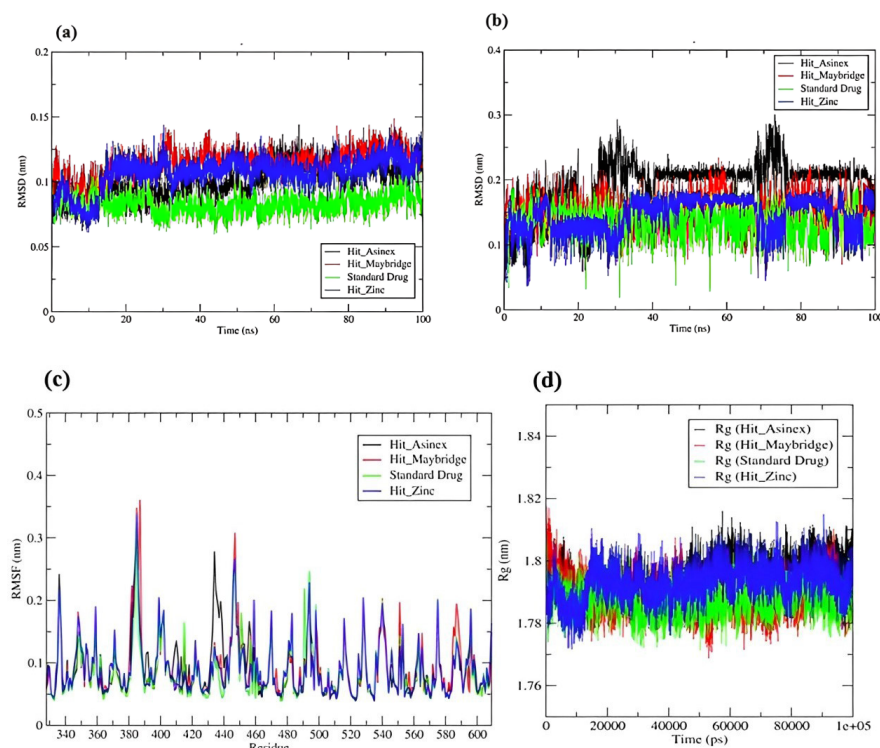 (a)
0.2
0.15
0.1
0.05
0
RMSD (nm)
0 20 40 60 80 100
Time (ns)
Hit_Asinex
Hit_Maybridge
Standard Drug
Hit_Zinc
(b)
0.4
0.3
0.2
0.1
0
RMSD (nm)
0 20 40 60 80 100
Time (ns)
Hit_Asinex
Hit_Maybridge
Standard Drug
Hit_Zinc
(c)
0.5
0.4
0.3
0.2
0.1
0
RMSF (nm)
340 360 380 400 420 440 460 480 500 520 540 560 580 600
Residue
Hit_Asinex
Hit_Maybridge
Standard Drug
Hit_Zinc
(d)
1.84
1.82
1.8
1.78
1.76
Rg (nm)
0 20000 40000 60000 80000 1e+05
Time (ps)
Rg (Hit_Asinex)
Rg (Hit_Maybridge)
Rg (Standard Drug)
Rg (Hit_Zinc)